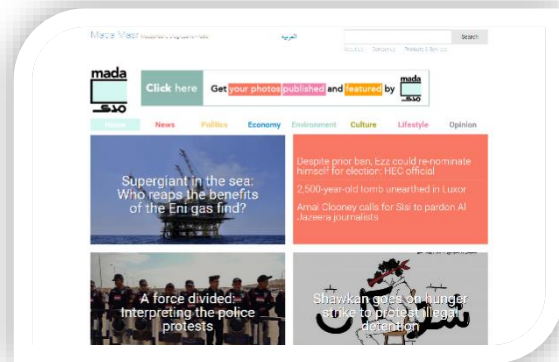 Mada Masr
العربية
Search
mada
مدى
Click here
Get your photos published and featured by
mada
مدى
Home News Politics Economy Environment Culture Lifestyle Opinion
Supergiant in the sea:
Who reaps the benefits
of the Eni gas find?
Despite prior ban, Ezz could re-nominate
himself for election: HEC official
2,500-year-old tomb unearthed in Luxor
Amal Clooney calls for Sisi to pardon Al
Jazeera journalists
A force divided:
Interpreting the police
protests
Shawkan goes on hunger
strike to protest illegal
detention